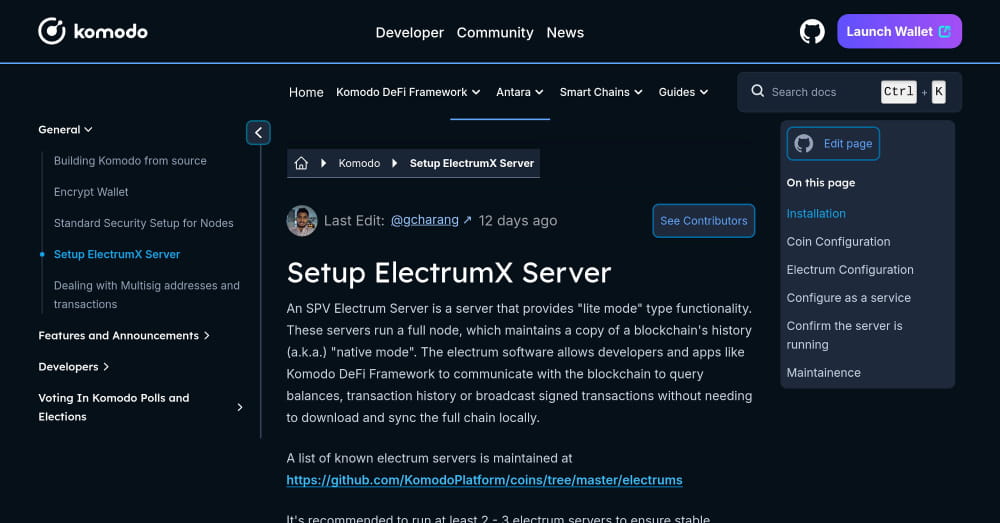 komodo
Developer Community News
Launch Wallet
Home Komodo DeFi Framework Antara Smart Chains Guides
Search docs Ctrl + K
General
Building Komodo from source
Encrypt Wallet
Standard Security Setup for Nodes
Setup ElectrumX Server
Dealing with Multisig addresses and
transactions
Features and Announcements
Developers
Voting In Komodo Polls and
Elections
Komodo Setup ElectrumX Server
Last Edit: @gcharang ↗ 12 days ago
See Contributors
Setup ElectrumX Server
An SPV Electrum Server is a server that provides "lite mode" type functionality.
These servers run a full node, which maintains a copy of a blockchain's history
(a.k.a.) "native mode". The electrum software allows developers and apps like
Komodo DeFi Framework to communicate with the blockchain to query
balances, transaction history or broadcast signed transactions without needing
to download and sync the full chain locally.
A list of known electrum servers is maintained at
https://github.com/KomodoPlatform/coins/tree/master/electrums
It's recommended to run at least 2 - 3 electrum servers to ensure stable
Edit page
On this page
Installation
Coin Configuration
Electrum Configuration
Configure as a service
Confirm the server is
running
Maintainence